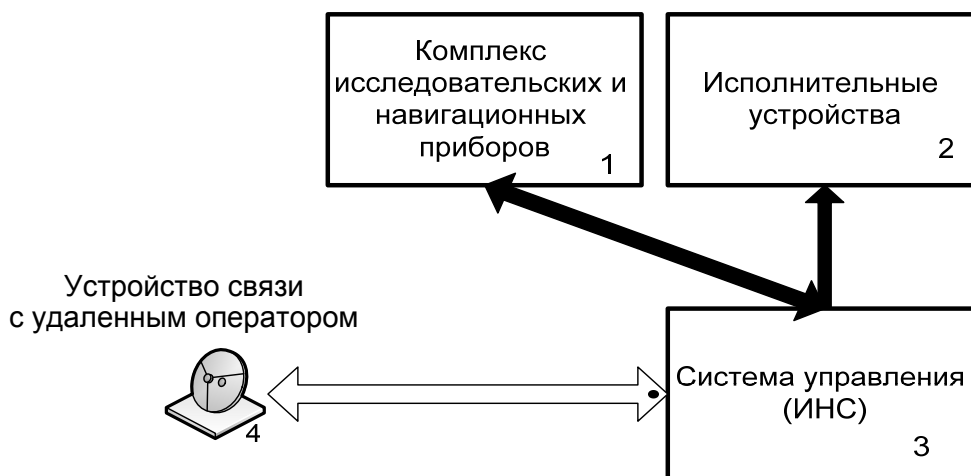 Комплекс
исследовательских и
навигационных
приборов
1
Исполнительные
устройства
2
Устройство связи
с удаленным оператором
4
Система управления
(ИНС)
3